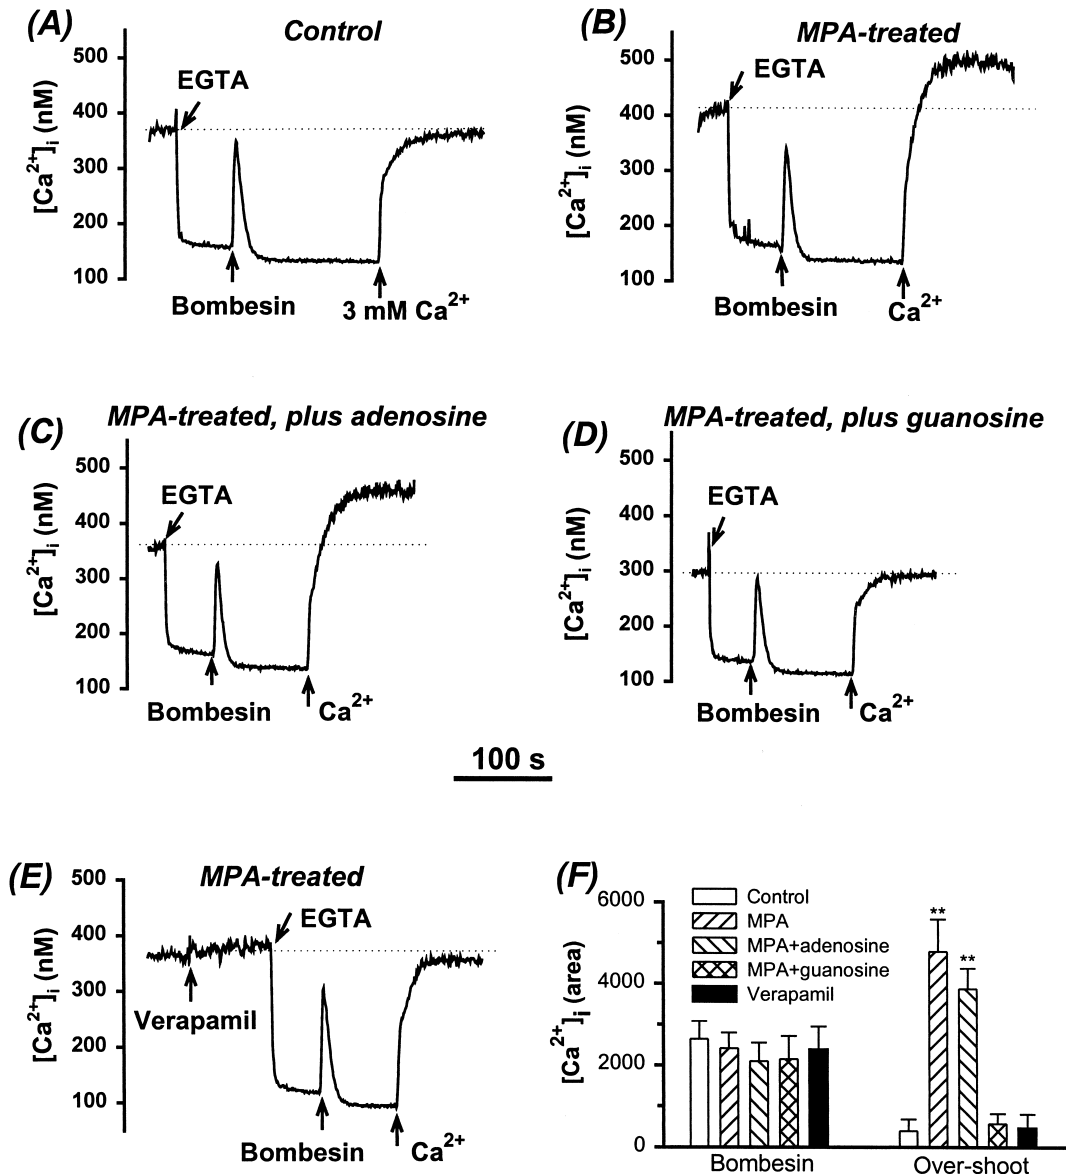 (A)
Control
500
400
300
200
100
[Ca²⁺]i (nM)
EGTA
Bombesin
3 mM Ca²⁺
(B)
MPA-treated
500
400
300
200
100
[Ca²⁺]i (nM)
EGTA
Bombesin
Ca²⁺
(C)
MPA-treated, plus adenosine
500
400
300
200
100
[Ca²⁺]i (nM)
EGTA
Bombesin
Ca²⁺
(D)
MPA-treated, plus guanosine
500
400
300
200
100
[Ca²⁺]i (nM)
EGTA
Bombesin
Ca²⁺
100 s
(E)
MPA-treated
500
400
300
200
100
[Ca²⁺]i (nM)
EGTA
Verapamil
Bombesin
Ca²⁺
(F)
6000
4000
2000
0
[Ca²⁺]i (area)
Control
MPA
MPA+adenosine
MPA+guanosine
Verapamil
**
**
Bombesin
Over-shoot